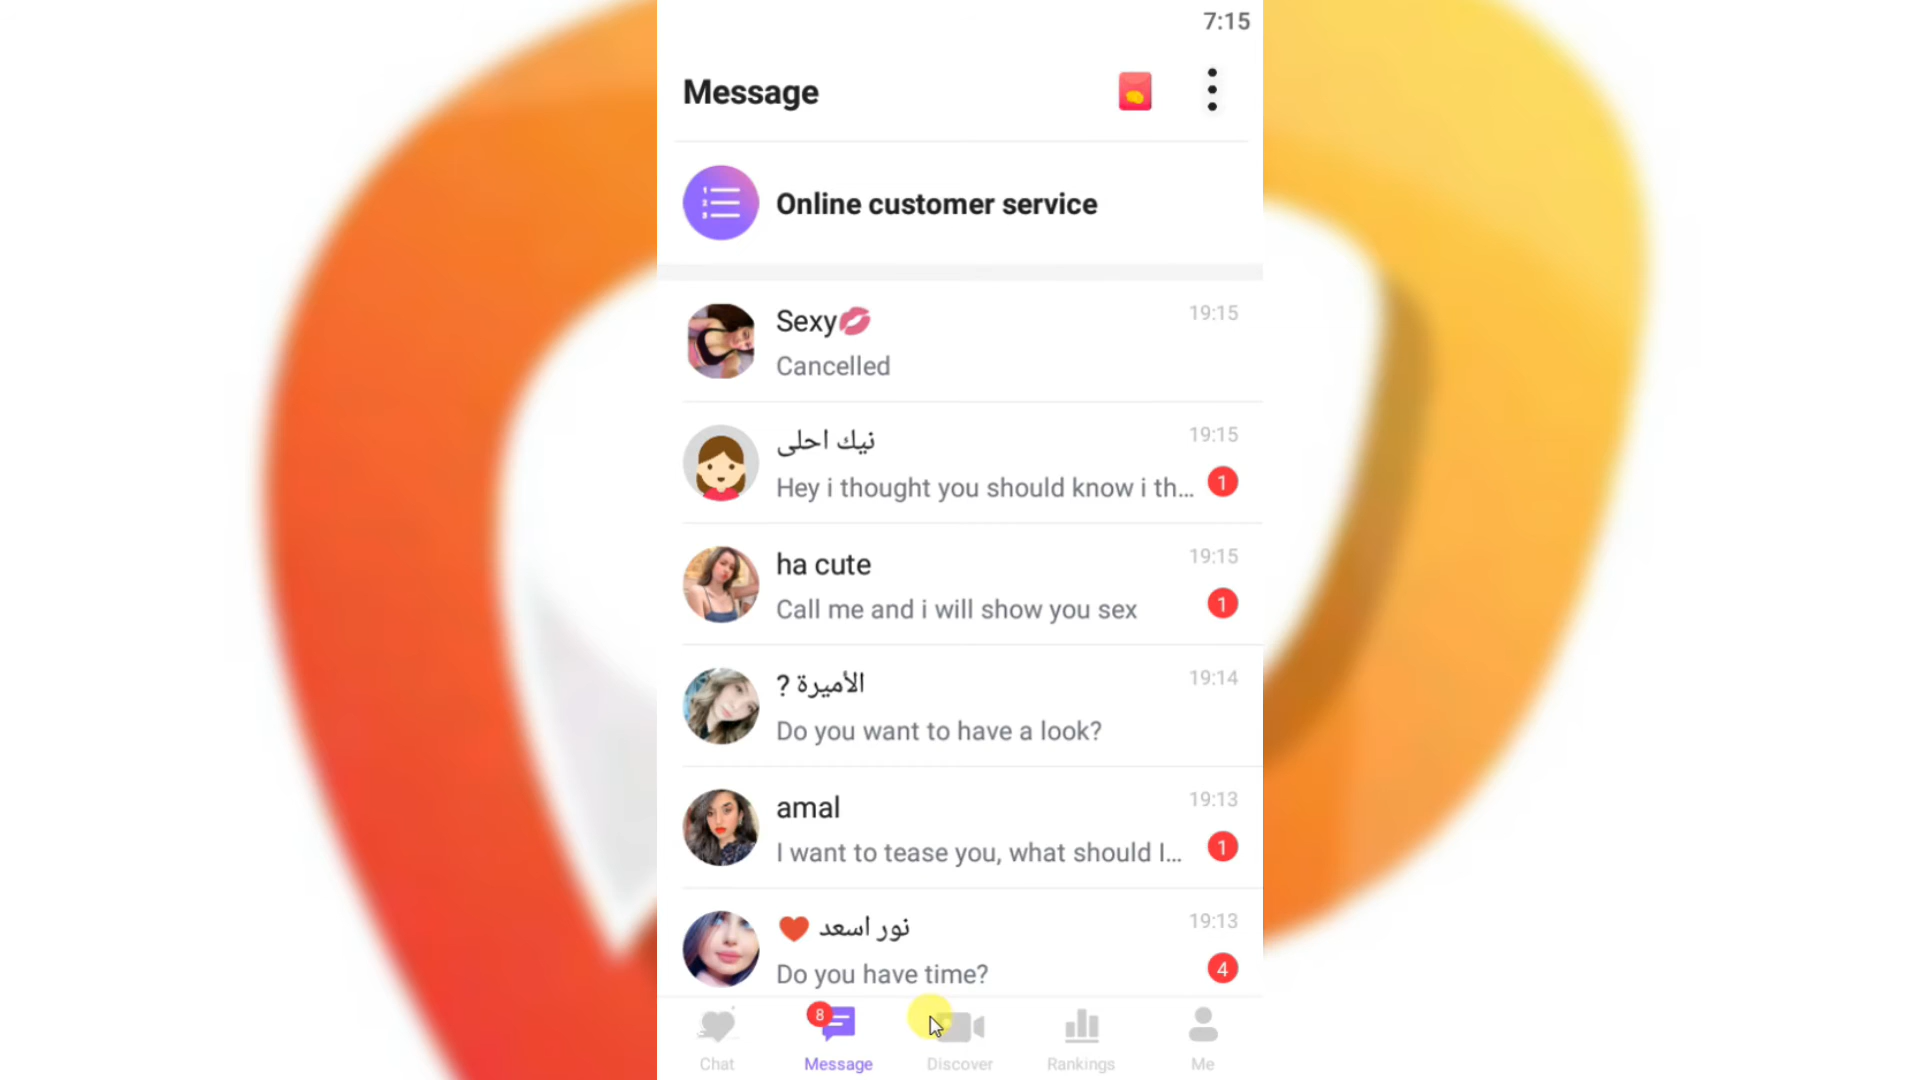 7:15
Message
Online customer service
Sexy💋
19:15
Cancelled
نيك احلى
19:15
Hey i thought you should know i th...
1
ha cute
19:15
Call me and i will show you sex
1
الأميرة ?
19:14
Do you want to have a look?
amal
19:13
I want to tease you, what should I...
1
نور اسعد ❤️
19:13
Do you have time?
4
8
Chat
Message
Discover
Rankings
Me